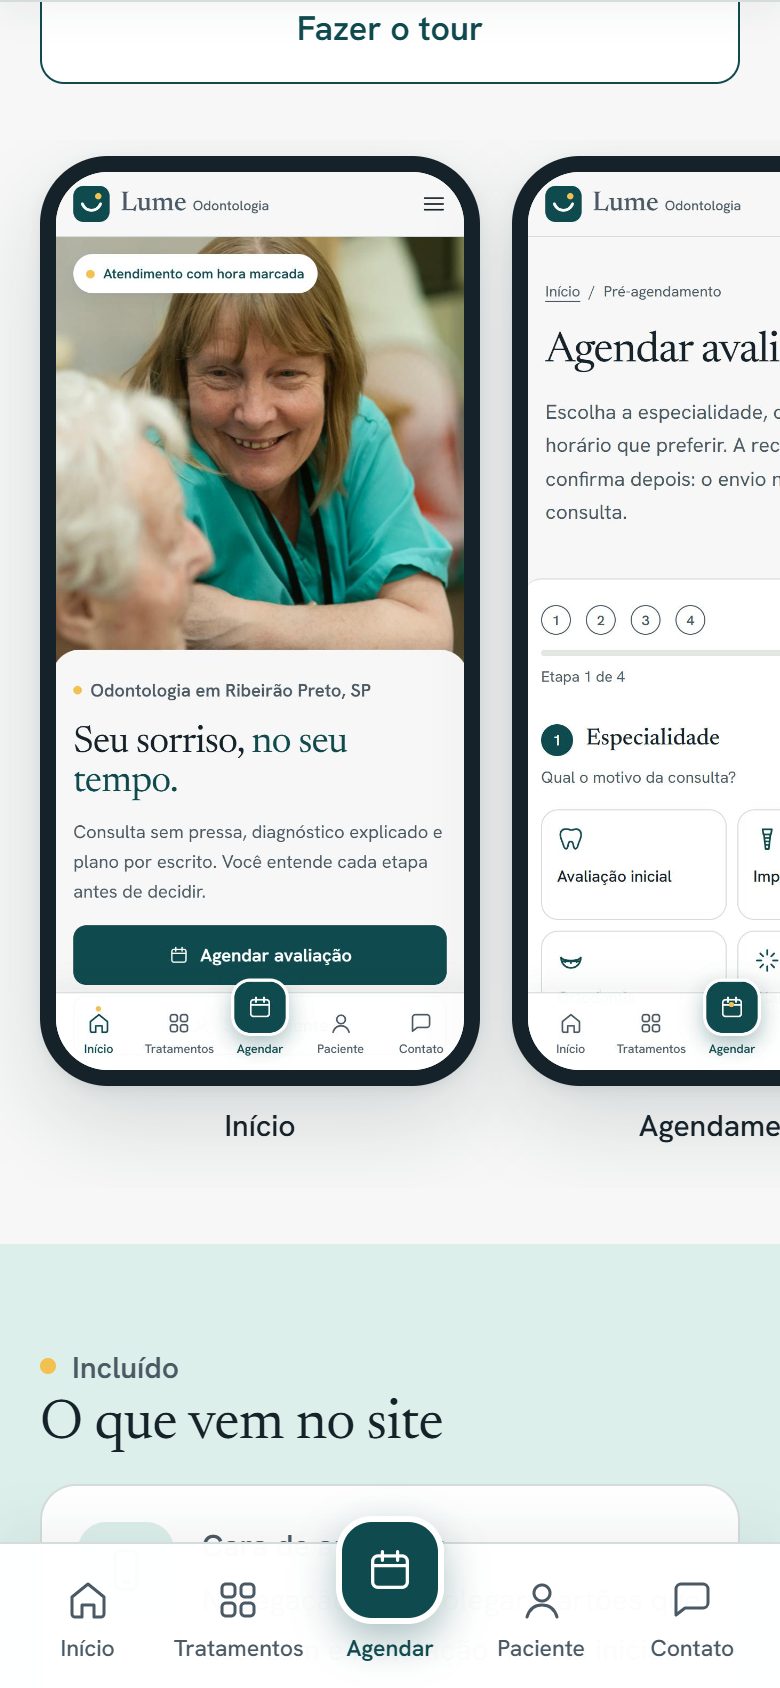 Fazer o tour
Lume Odontologia
Atendimento com hora marcada
Odontologia em Ribeirão Preto, SP
Seu sorriso, no seu
tempo.
Consulta sem pressa, diagnóstico explicado e
plano por escrito. Você entende cada etapa
antes de decidir.
Agendar avaliação
Início
Tratamentos
Agendar
Paciente
Contato
Início
Lume Odontologia
Início / Pré-agendamento
Agendar avali
Escolha a especialidade, o
horário que preferir. A rec
confirma depois: o envio n
consulta.
1 2 3 4
Etapa 1 de 4
1 Especialidade
Qual o motivo da consulta?
Avaliação inicial
Imp
Início
Tratamentos
Agendar
Agendame
Incluído
O que vem no site
Início
Tratamentos
Agendar
Paciente
Contato